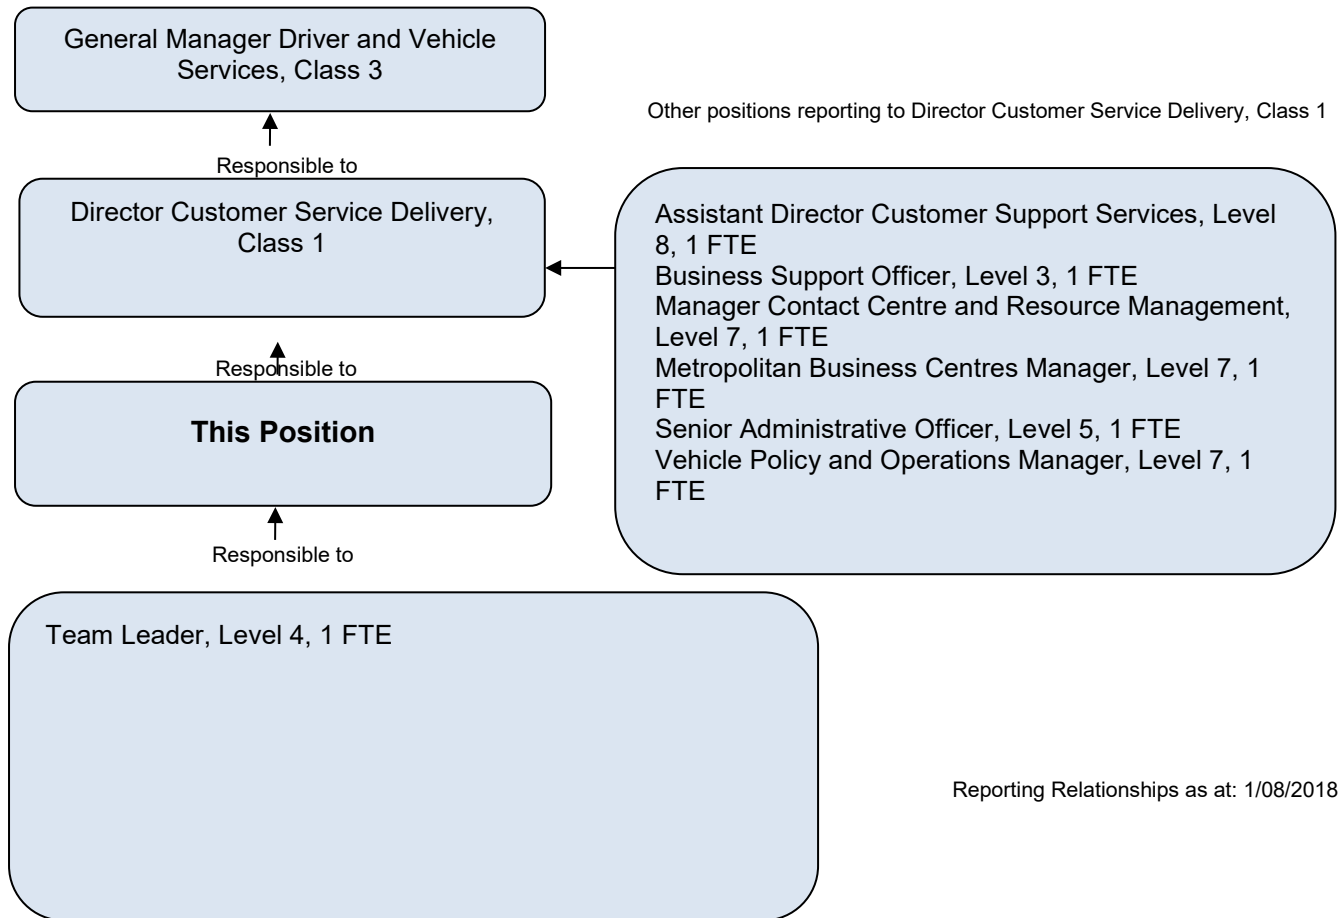 General Manager Driver and Vehicle
Services, Class 3
Other positions reporting to Director Customer Service Delivery, Class 1
Responsible to
Director Customer Service Delivery,
Class 1
Assistant Director Customer Support Services, Level
8, 1 FTE
Business Support Officer, Level 3, 1 FTE
Manager Contact Centre and Resource Management,
Level 7, 1 FTE
Metropolitan Business Centres Manager, Level 7, 1
FTE
Senior Administrative Officer, Level 5, 1 FTE
Vehicle Policy and Operations Manager, Level 7, 1
FTE
Responsible to
This Position
Responsible to
Team Leader, Level 4, 1 FTE
Reporting Relationships as at: 1/08/2018